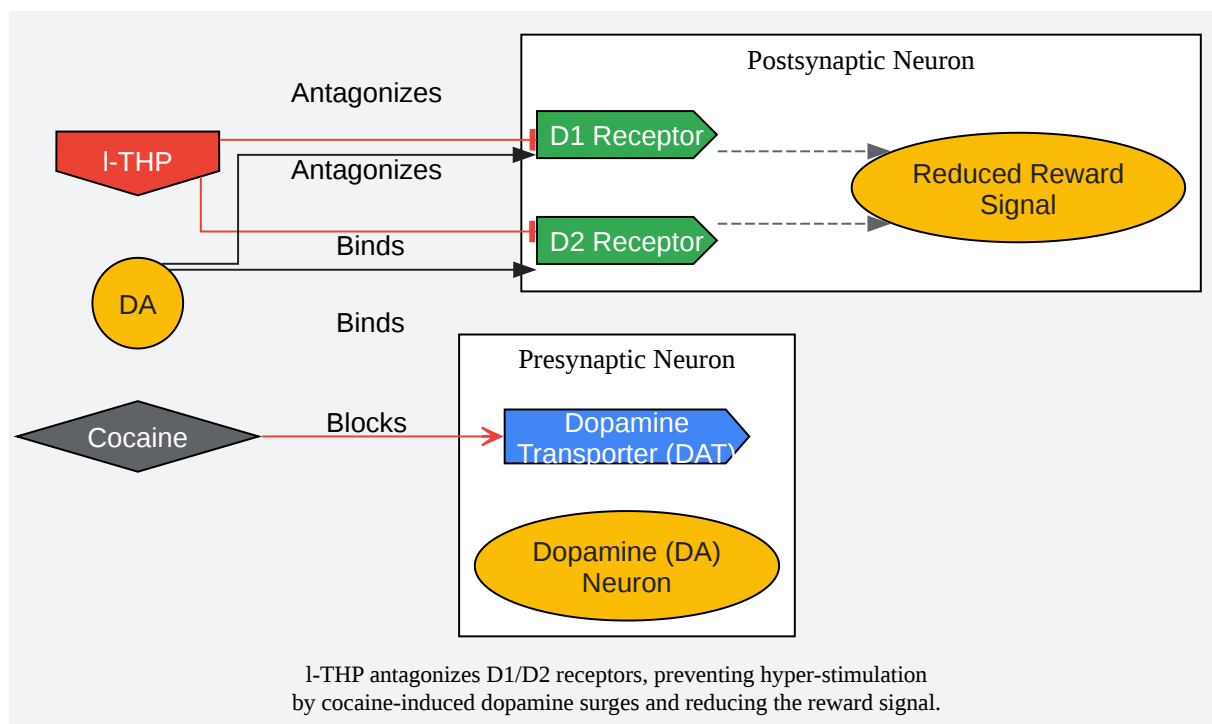 Postsynaptic Neuron
Antagonizes
D1 Receptor
l-THP
Antagonizes
Reduced Reward
Signal
D2 Receptor
Binds
DA
Binds
Presynaptic Neuron
Cocaine
Blocks
Dopamine
Transporter (DAT)
Dopamine (DA)
Neuron
l-THP antagonizes D1/D2 receptors, preventing hyper-stimulation
by cocaine-induced dopamine surges and reducing the reward signal.